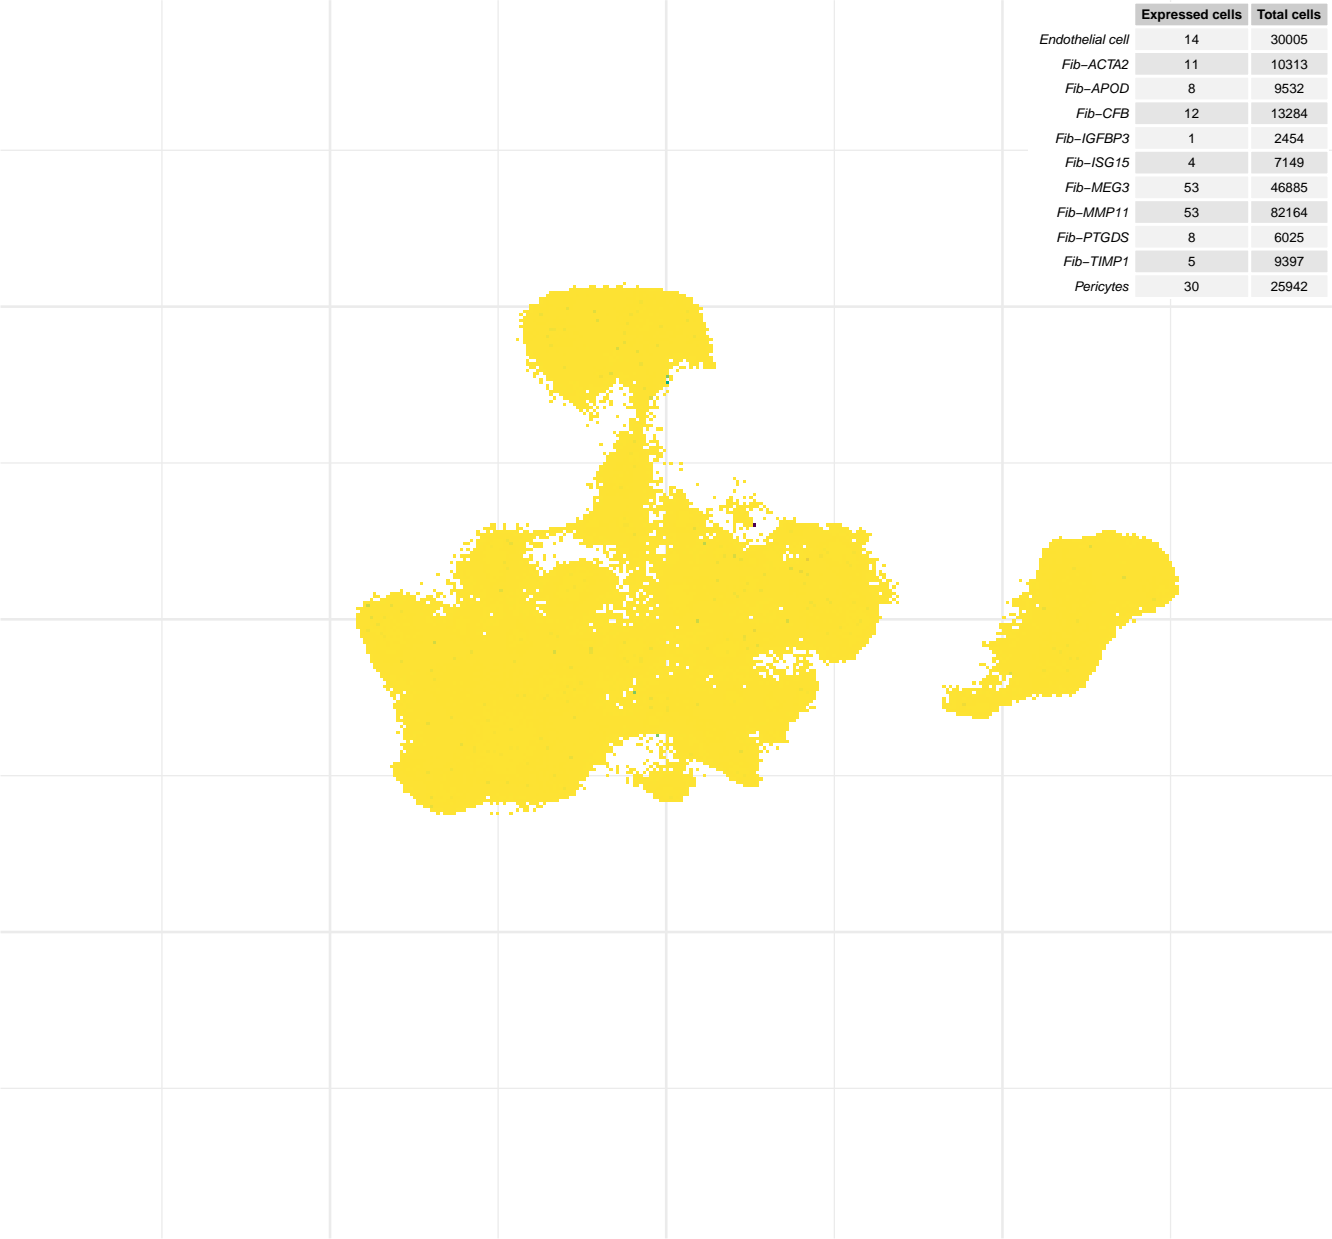 Expressed cells Total cells
Endothelial cell 14 30005
Fib−ACTA2 11 10313
Fib−APOD 8 9532
Fib−CFB 12 13284
Fib−IGFBP3 1 2454
Fib−ISG15 4 7149
Fib−MEG3 53 46885
Fib−MMP11 53 82164
Fib−PTGDS 8 6025
Fib−TIMP1 5 9397
Pericytes 30 25942